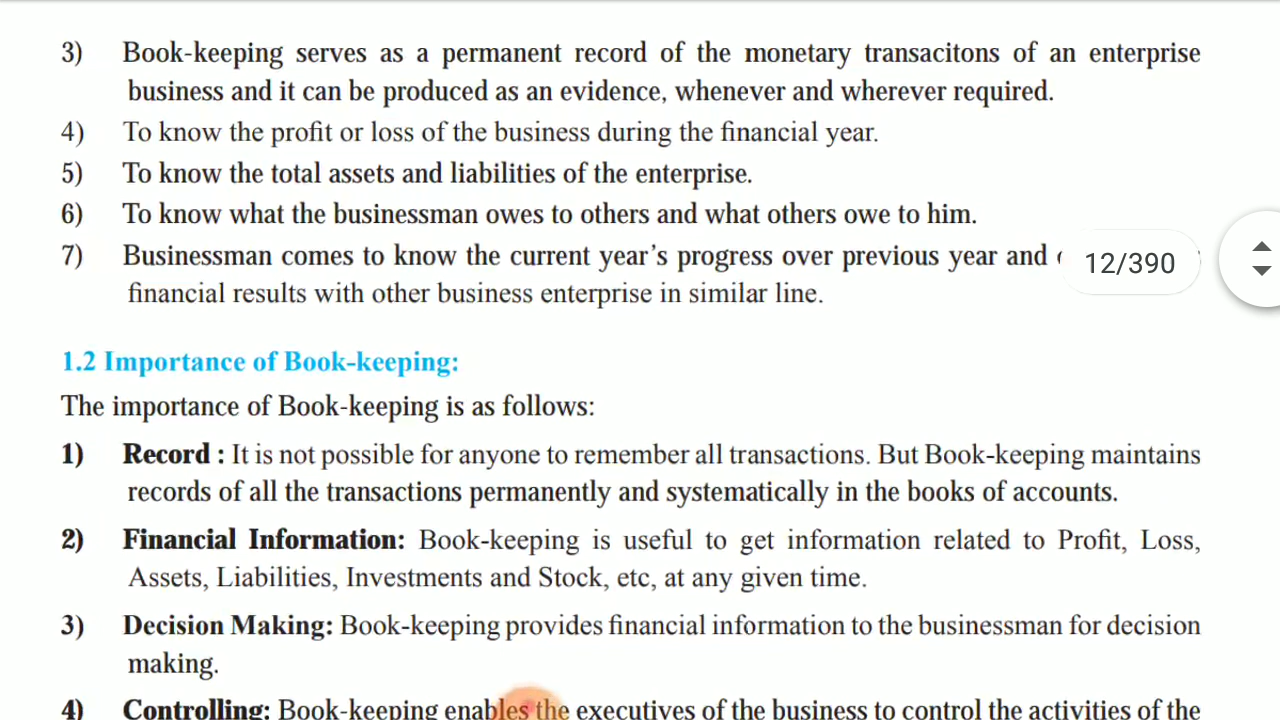 3) Book-keeping serves as a permanent record of the monetary transacitons of an enterprise
business and it can be produced as an evidence, whenever and wherever required.
4) To know the profit or loss of the business during the financial year.
5) To know the total assets and liabilities of the enterprise.
6) To know what the businessman owes to others and what others owe to him.
7) Businessman comes to know the current year's progress over previous year and
12/390
financial results with other business enterprise in similar line.
1.2 Importance of Book-keeping:
The importance of Book-keeping is as follows:
1) Record : It is not possible for anyone to remember all transactions. But Book-keeping maintains
records of all the transactions permanently and systematically in the books of accounts.
2) Financial Information: Book-keeping is useful to get information related to Profit, Loss,
Assets, Liabilities, Investments and Stock, etc, at any given time.
3) Decision Making: Book-keeping provides financial information to the businessman for decision
making.
4) Controlling: Book-keeping enables the executives of the business to control the activities of the